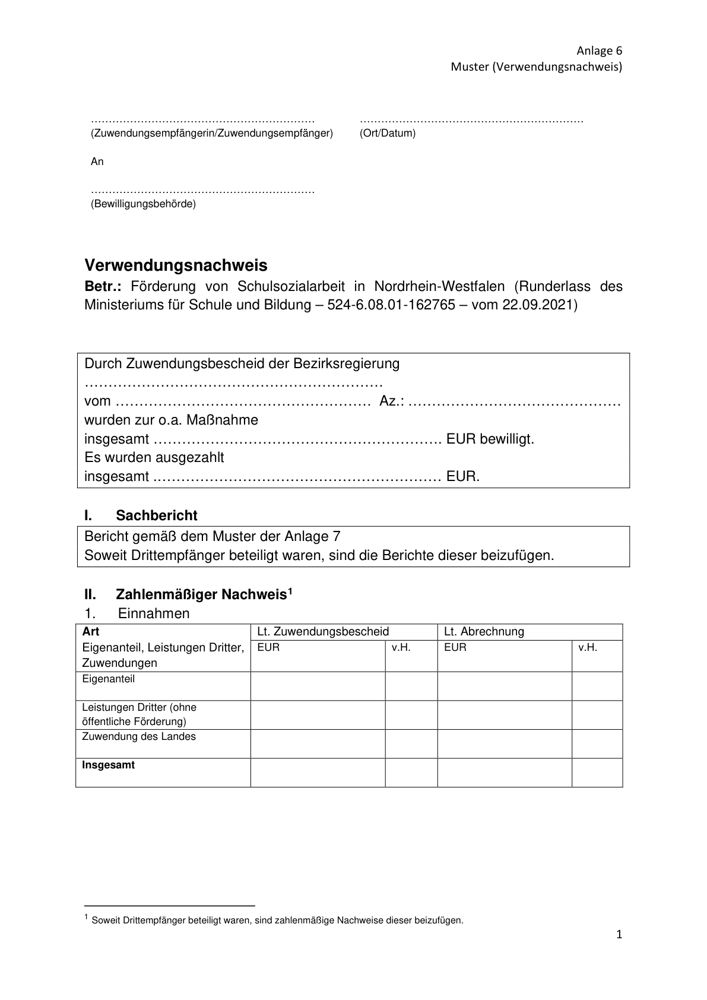 Anlage 6
Muster (Verwendungsnachweis)
……………………………………………………… ………………………………………………………
(Zuwendungsempfängerin/Zuwendungsempfänger) (Ort/Datum)
An
………………………………………………………
(Bewilligungsbehörde)
Verwendungsnachweis
Betr.: Förderung von Schulsozialarbeit in Nordrhein-Westfalen (Runderlass des
Ministeriums für Schule und Bildung – 524-6.08.01-162765 – vom 22.09.2021)
Durch Zuwendungsbescheid der Bezirksregierung
………………………………………………………
vom ……………………………………………… Az.: ………………………………………
wurden zur o.a. Maßnahme
insgesamt ……………………………………………………. EUR bewilligt.
Es wurden ausgezahlt
insgesamt ……………………………………………………. EUR.
I. Sachbericht
Bericht gemäß dem Muster der Anlage 7
Soweit Drittempfänger beteiligt waren, sind die Berichte dieser beizufügen.
II. Zahlenmäßiger Nachweis¹
1. Einnahmen
Art Lt. Zuwendungsbescheid Lt. Abrechnung
Eigenanteil, Leistungen Dritter, EUR v.H. EUR v.H.
Zuwendungen
Eigenanteil
Leistungen Dritter (ohne
öffentliche Förderung)
Zuwendung des Landes
Insgesamt
¹ Soweit Drittempfänger beteiligt waren, sind zahlenmäßige Nachweise dieser beizufügen.
1